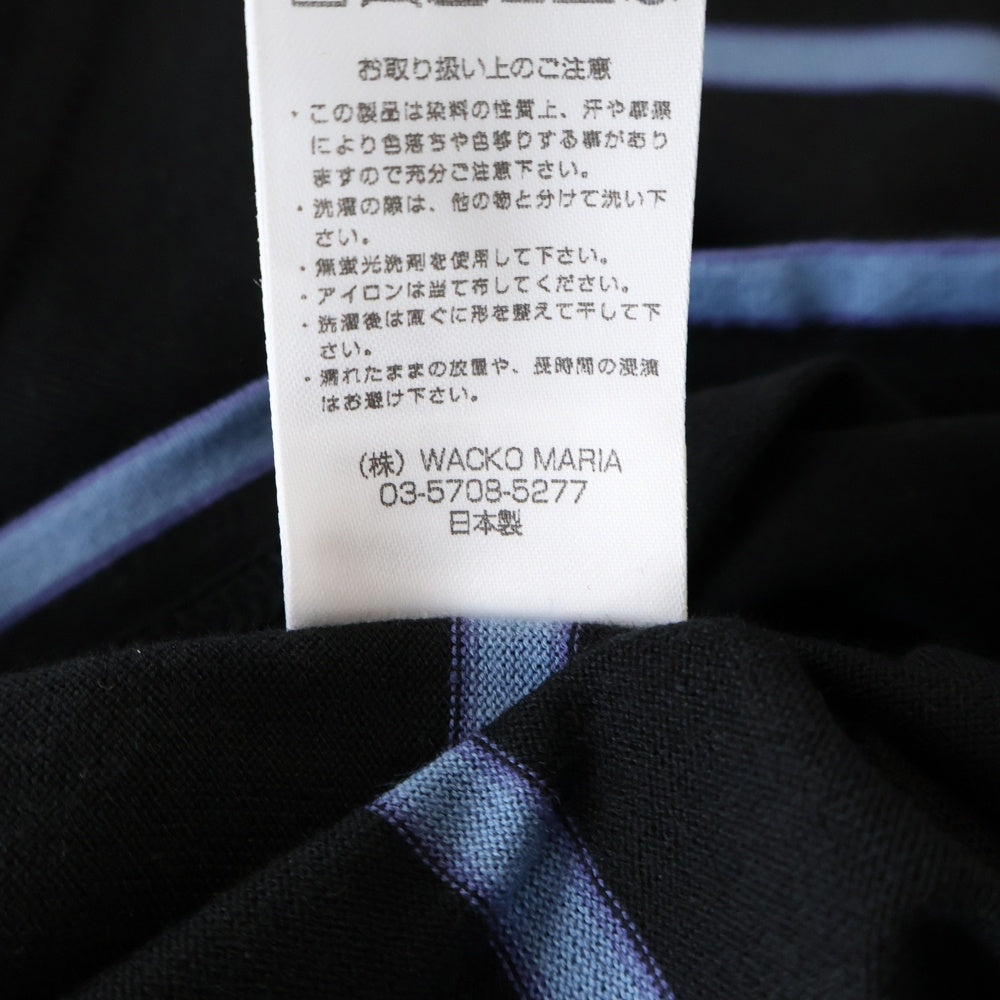 お取り扱い上のご注意
・この製品は染料の性質上、汗や摩擦
により色落ちや色移りする事があり
ますので充分ご注意下さい。
・洗濯の際は、他の物と分けて洗い下
さい。
・無蛍光洗剤を使用して下さい。
・アイロンは当て布してください。
・洗濯後は直ぐに形を整えて干して下
さい。
・濡れたままの放置や、長時間の浸漬
はお避け下さい。
(株) WACKO MARIA
03-5708-5277
日本製